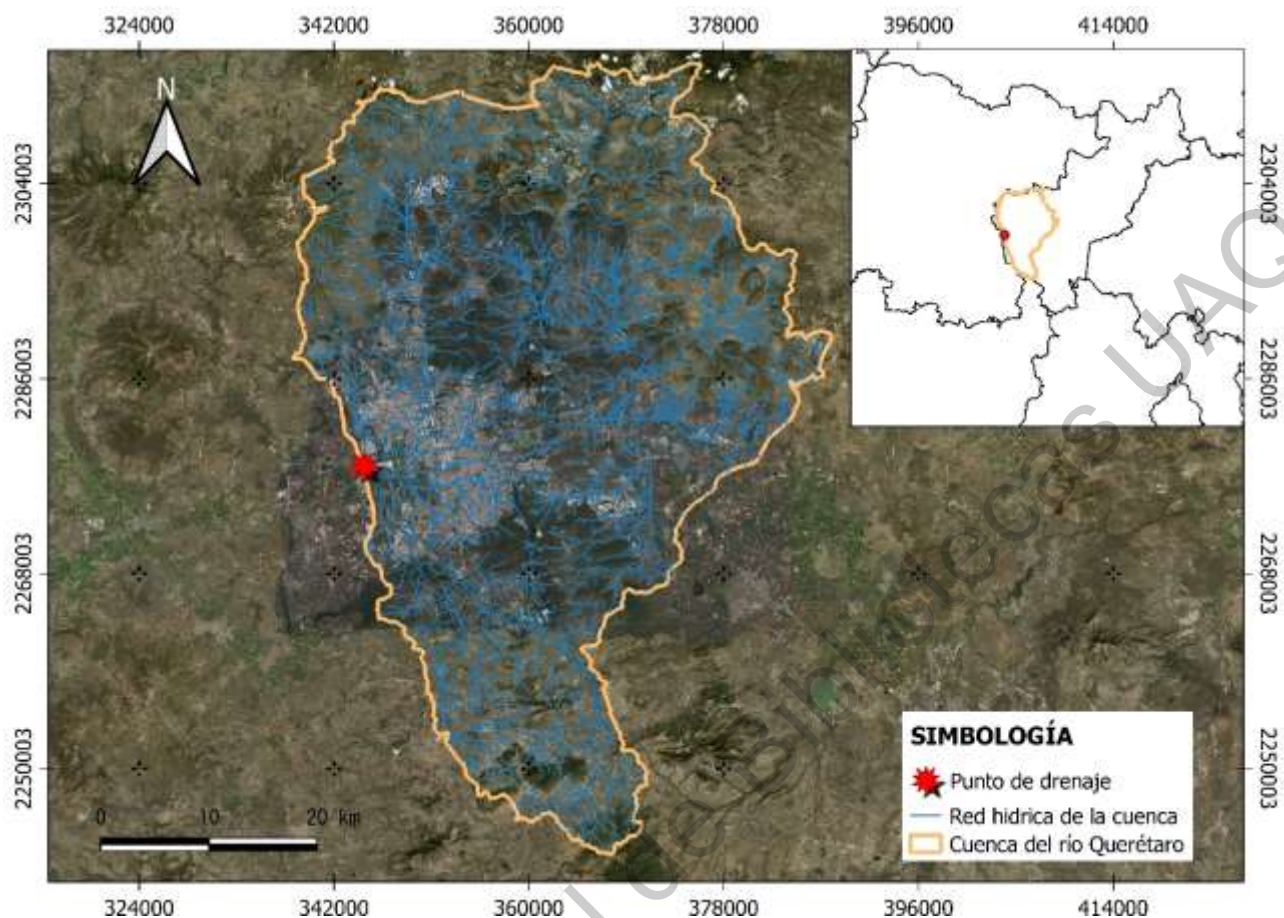 324000 342000 360000 378000 396000 414000
N
2304003 2304003
2286003 2286003
2268003 2268003
2250003 2250003
0 10 20 km
SIMBOLOGÍA
Punto de drenaje
Red hídrica de la cuenca
Cuenca del río Querétaro
324000 342000 360000 378000 396000 414000